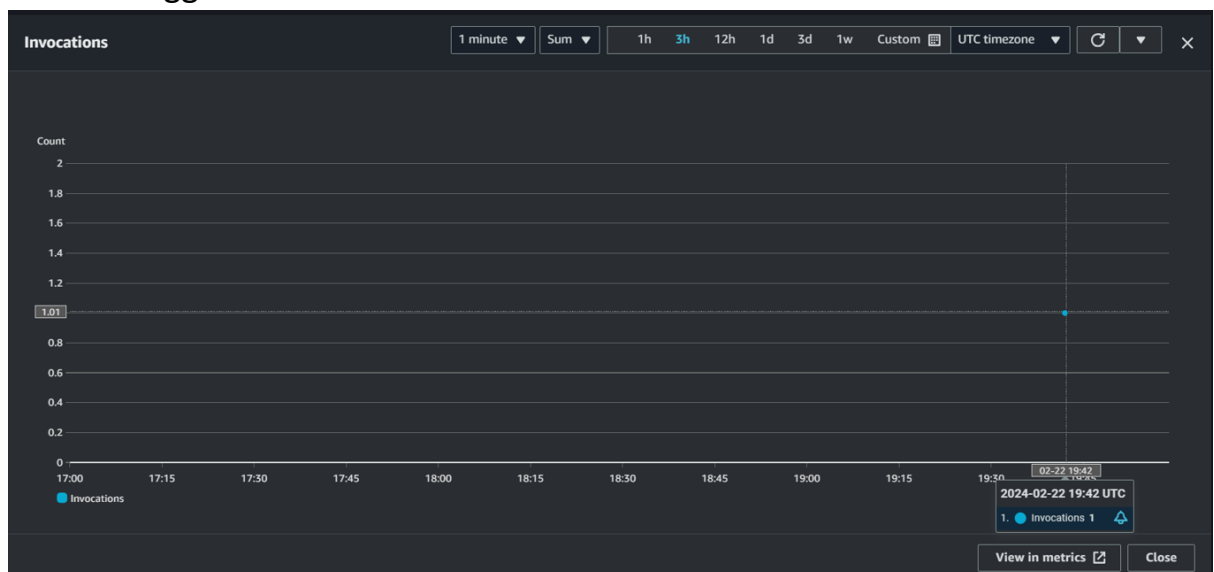 Invocations 1 minute Sum 1h 3h 12h 1d 3d 1w Custom UTC timezone
Count
2
1.8
1.6
1.4
1.2
1.01
0.8
0.6
0.4
0.2
0
17:00 17:15 17:30 17:45 18:00 18:15 18:30 18:45 19:00 19:15 19:30 19:45
02-22 19:42
Invocations
2024-02-22 19:42 UTC
1. Invocations 1
View in metrics Close